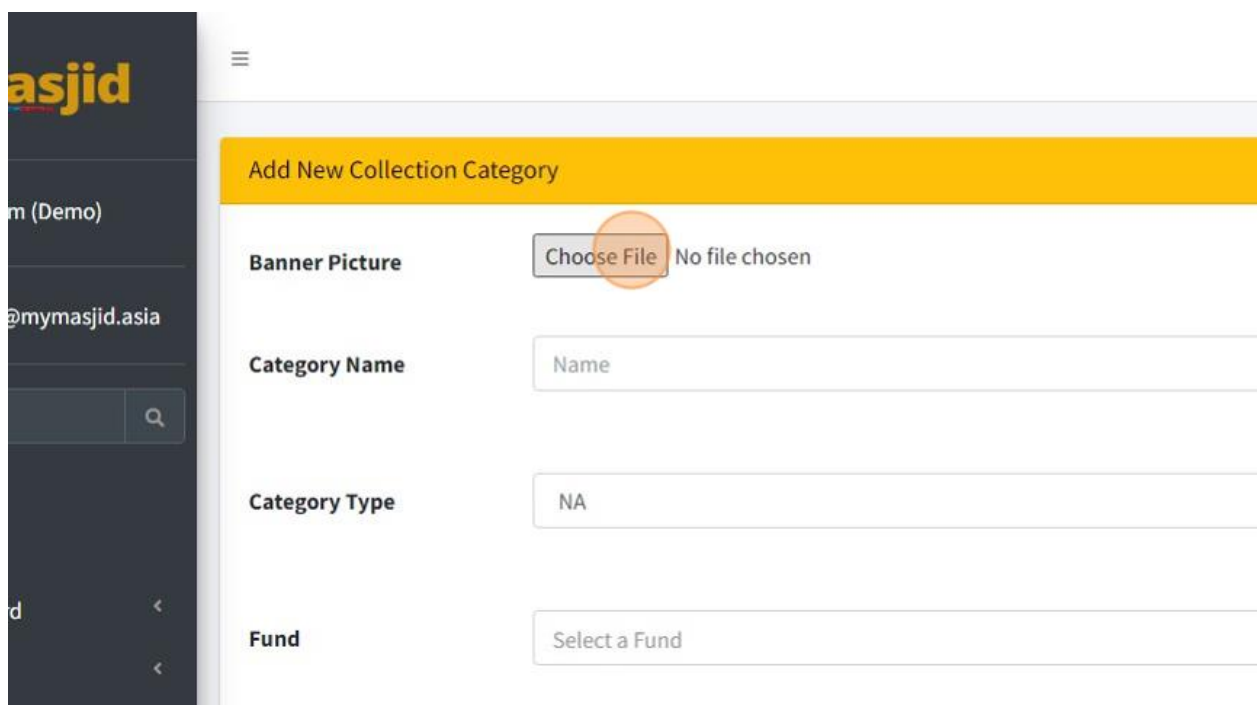 asjid
m (Demo)
@mymasjid.asia
Add New Collection Category
Banner Picture
Choose File No file chosen
Category Name
Name
Category Type
NA
Fund
Select a Fund